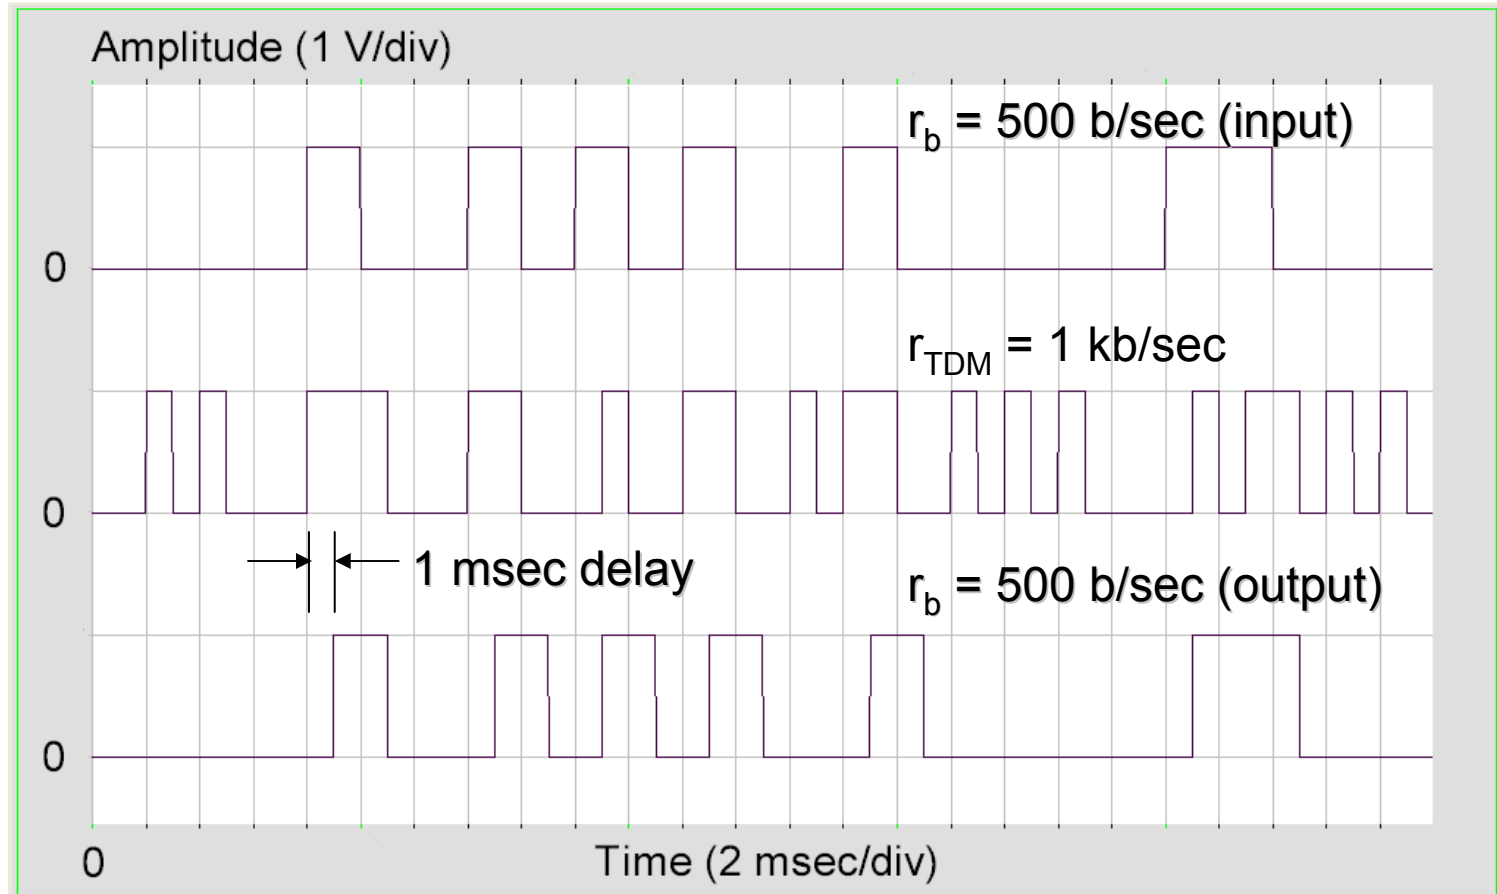 Amplitude (1 V/div)
r_b = 500 b/sec (input)
0
r_TDM = 1 kb/sec
0
1 msec delay
r_b = 500 b/sec (output)
0
0
Time (2 msec/div)